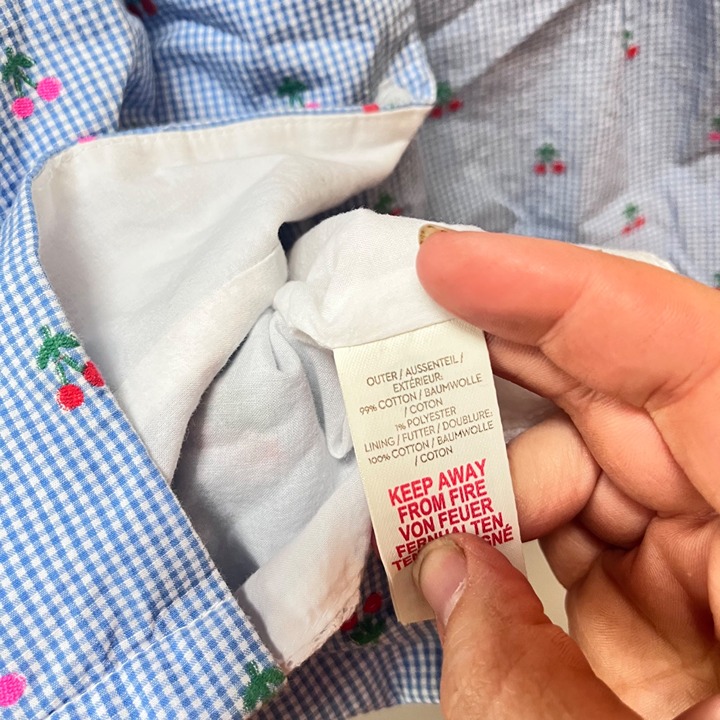 OUTER / AUSSENTEIL /
EXTÉRIEUR:
99% COTTON / BAUMWOLLE
/ COTON
1% POLYESTER
LINING / FUTTER / DOUBLURE:
100% COTTON / BAUMWOLLE
/ COTON
KEEP AWAY
FROM FIRE
VON FEUER
FERNHALTEN